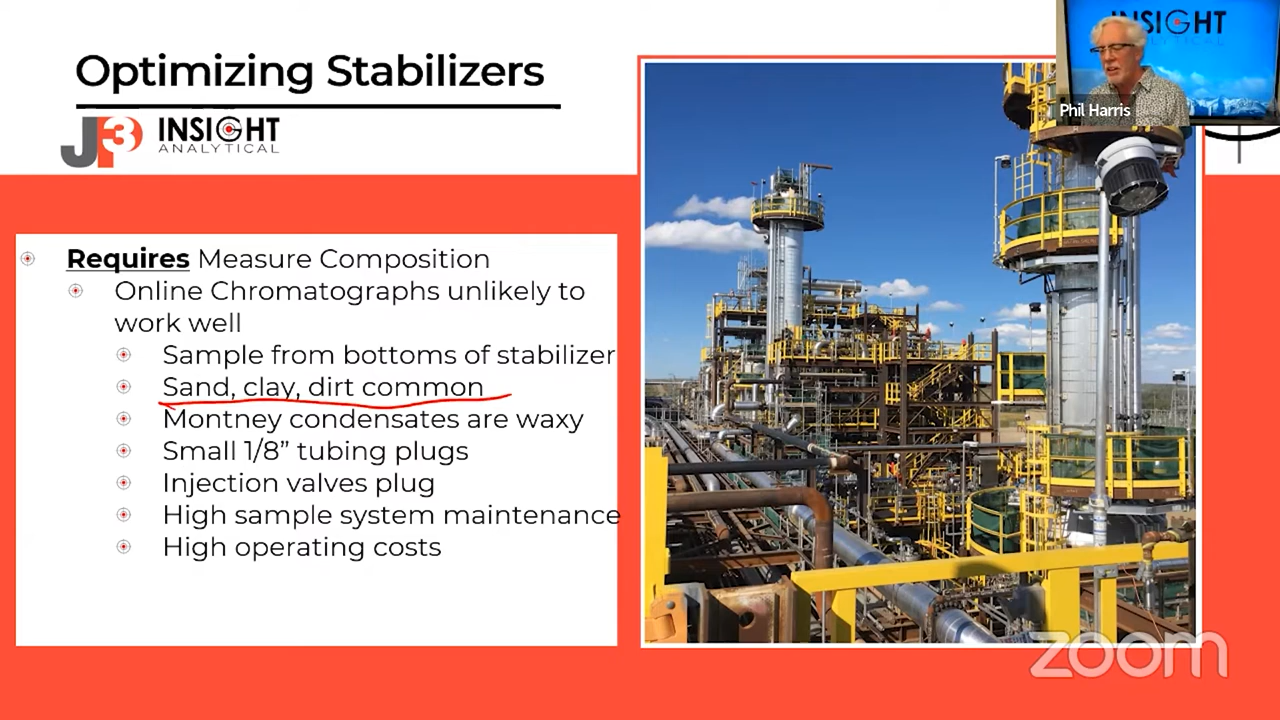 Optimizing Stabilizers
JP3 INSIGHT
ANALYTICAL
Requires Measure Composition
Online Chromatographs unlikely to
work well
Sample from bottoms of stabilizer
Sand, clay, dirt common
Montney condensates are waxy
Small 1/8” tubing plugs
Injection valves plug
High sample system maintenance
High operating costs
INSIGHT
ANALYTICAL
Phil Harris
zoom